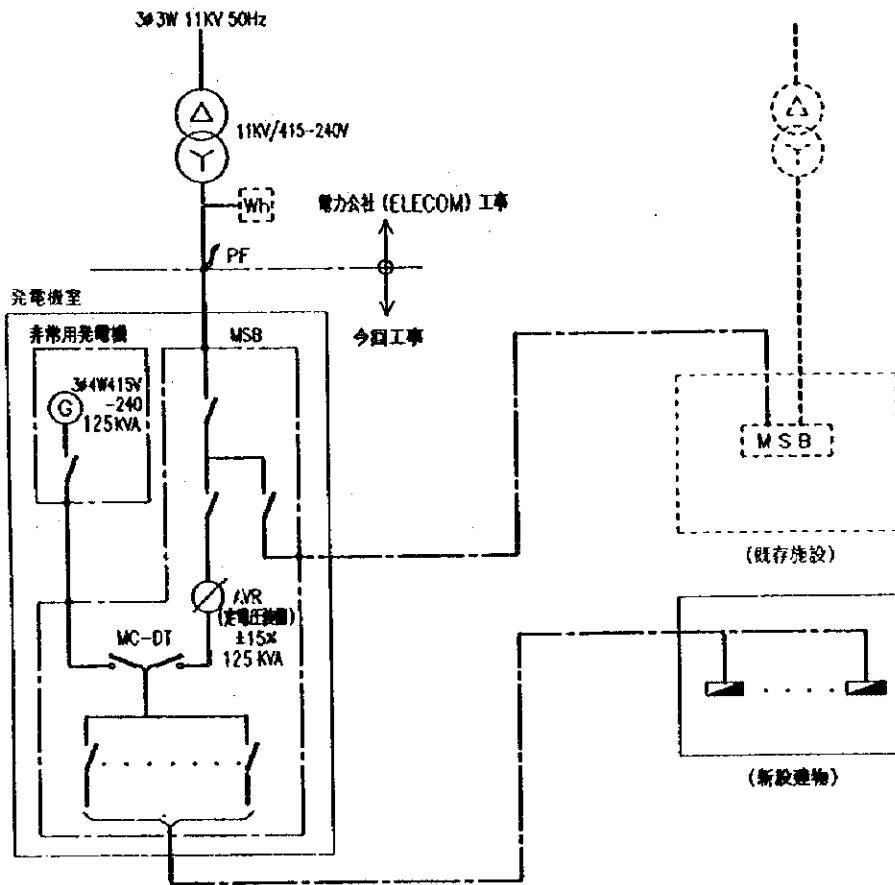 3φ3W 11KV 50Hz
11KV/415-240V
Wh
電力公社 (ELECOM) 工事
PF
今回工事
発電機室
非常用発電機
MSB
3φ4W415V
-240
125KVA
G
MSB
(既存施設)
AVR
(定電圧装置)
±15%
125KVA
MC-DT
(新設建物)